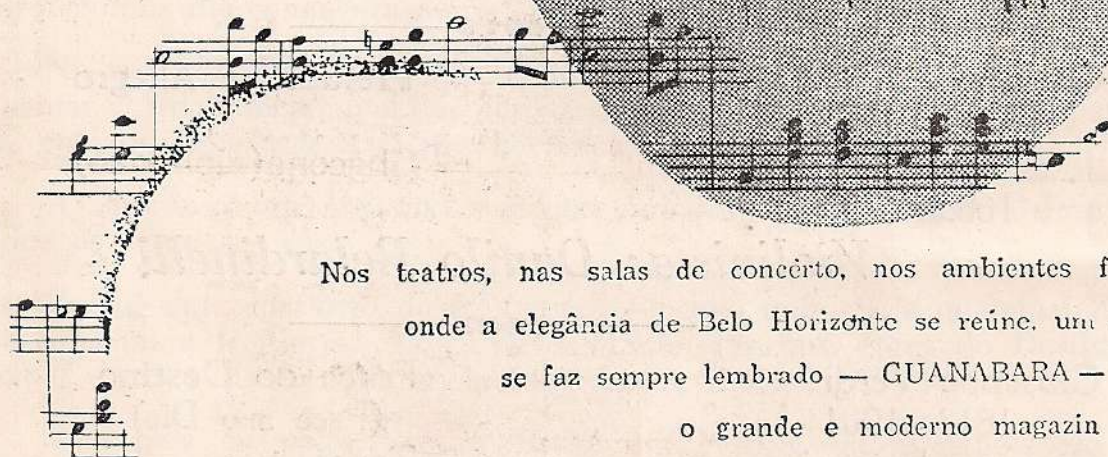 Nos teatros, nas salas de concêrto, nos ambientes f
onde a elegância de Belo Horizonte se reúne, um
se faz sempre lembrado — GUANABARA —
o grande e moderno magazin